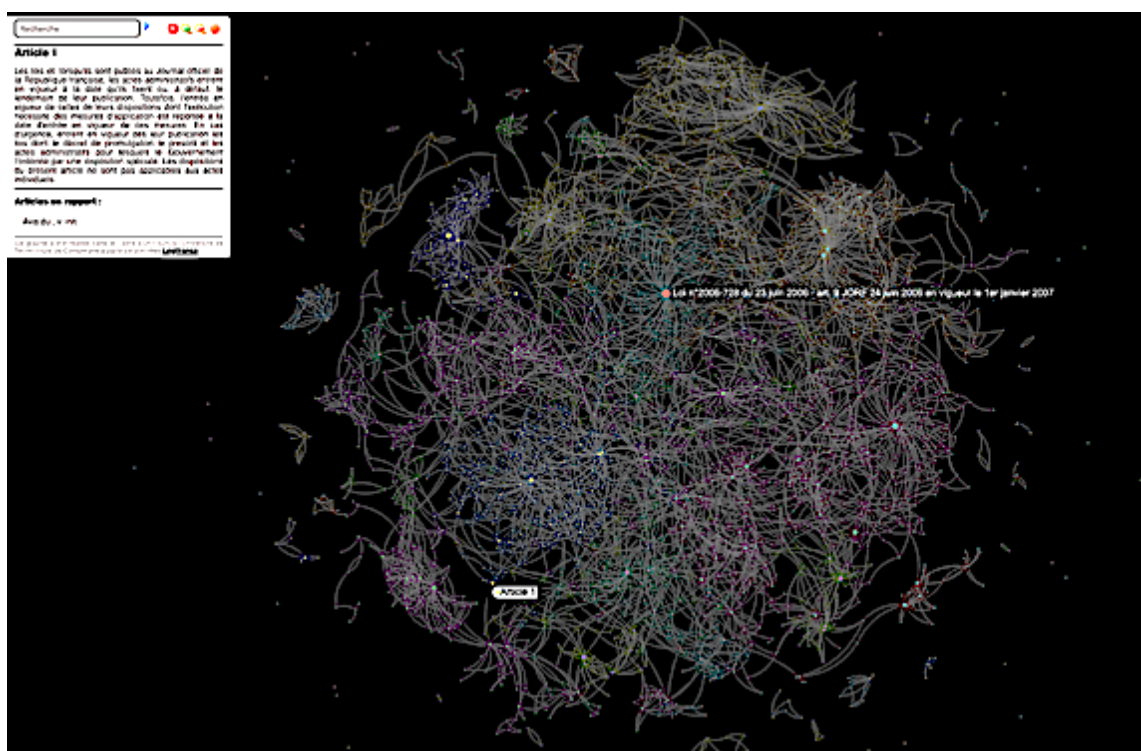 Recherche
Article 1
Les lois et
sont publiés au Journal officiel de
la République française, les actes administratifs entrent
en vigueur à la date qu'ils fixent ou, à défaut, le
lendemain de leur publication. Toutefois, l'entrée en
vigueur de celles de leurs dispositions dont l'exécution
nécessite des mesures d'application est reportée à la
date d'entrée en vigueur de ces mesures. En cas
d'urgence, entrent en vigueur dès leur publication les
lois dont le décret de promulgation le prescrit et les
actes administratifs pour lesquels le Gouvernement
l'ordonne par une disposition spéciale. Les dispositions
du présent article ne sont pas applicables aux actes
individuels.
Articles en rapport :
Loi n°2006-728 du 23 juin 2006 - art. 9 JORF 24 juin 2006 en vigueur le 1er janvier 2007
Article 1